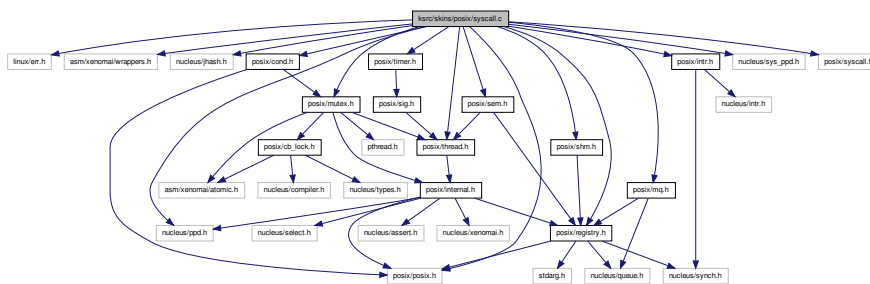 ksrc/skins/posix/syscall.c
linux/err.h
asm/xenomai/wrappers.h
nucleus/jhash.h
posix/cond.h
posix/timer.h
posix/intr.h
nucleus/sys_ppd.h
posix/syscall.h
posix/mutex.h
posix/sig.h
posix/sem.h
nucleus/intr.h
posix/cb_lock.h
pthread.h
posix/thread.h
posix/shm.h
asm/xenomai/atomic.h
nucleus/compiler.h
nucleus/types.h
posix/internal.h
posix/mq.h
nucleus/ppd.h
nucleus/select.h
nucleus/assert.h
nucleus/xenomai.h
posix/registry.h
posix/posix.h
stdarg.h
nucleus/queue.h
nucleus/synch.h